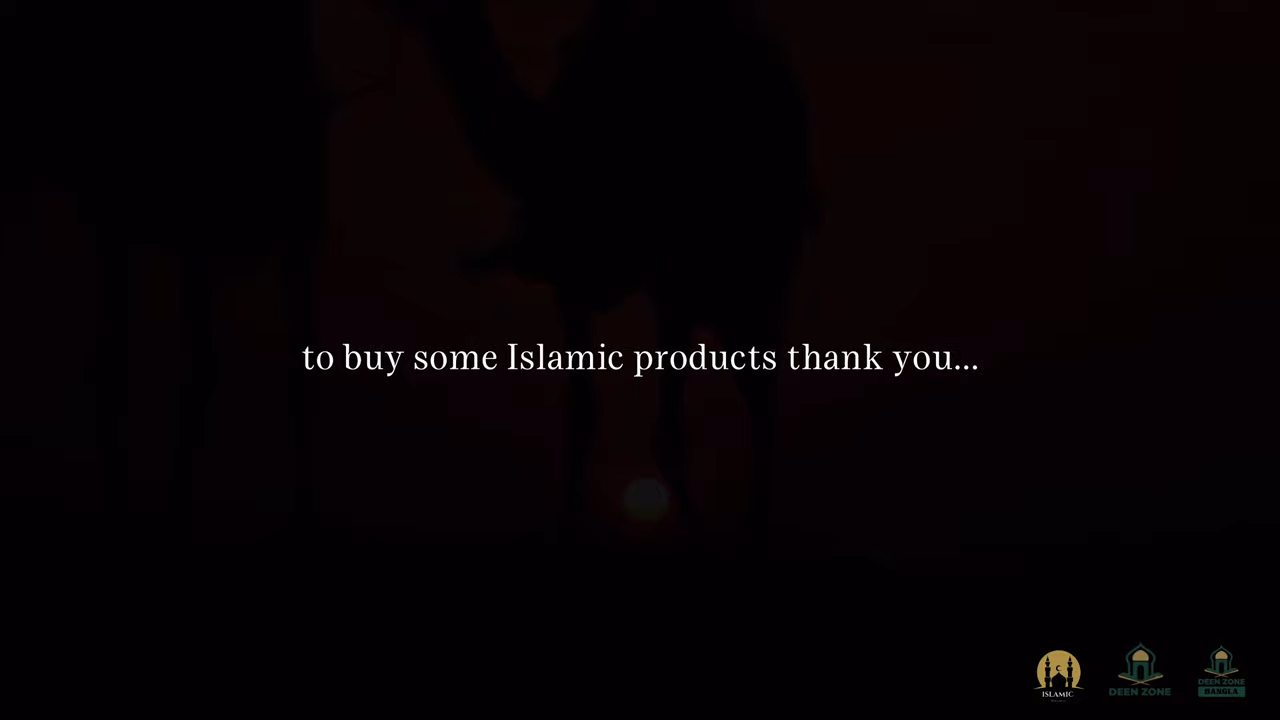 to buy some Islamic products thank you...
ISLAMIC
DEEN ZONE
DEEN ZONE
BANGLA